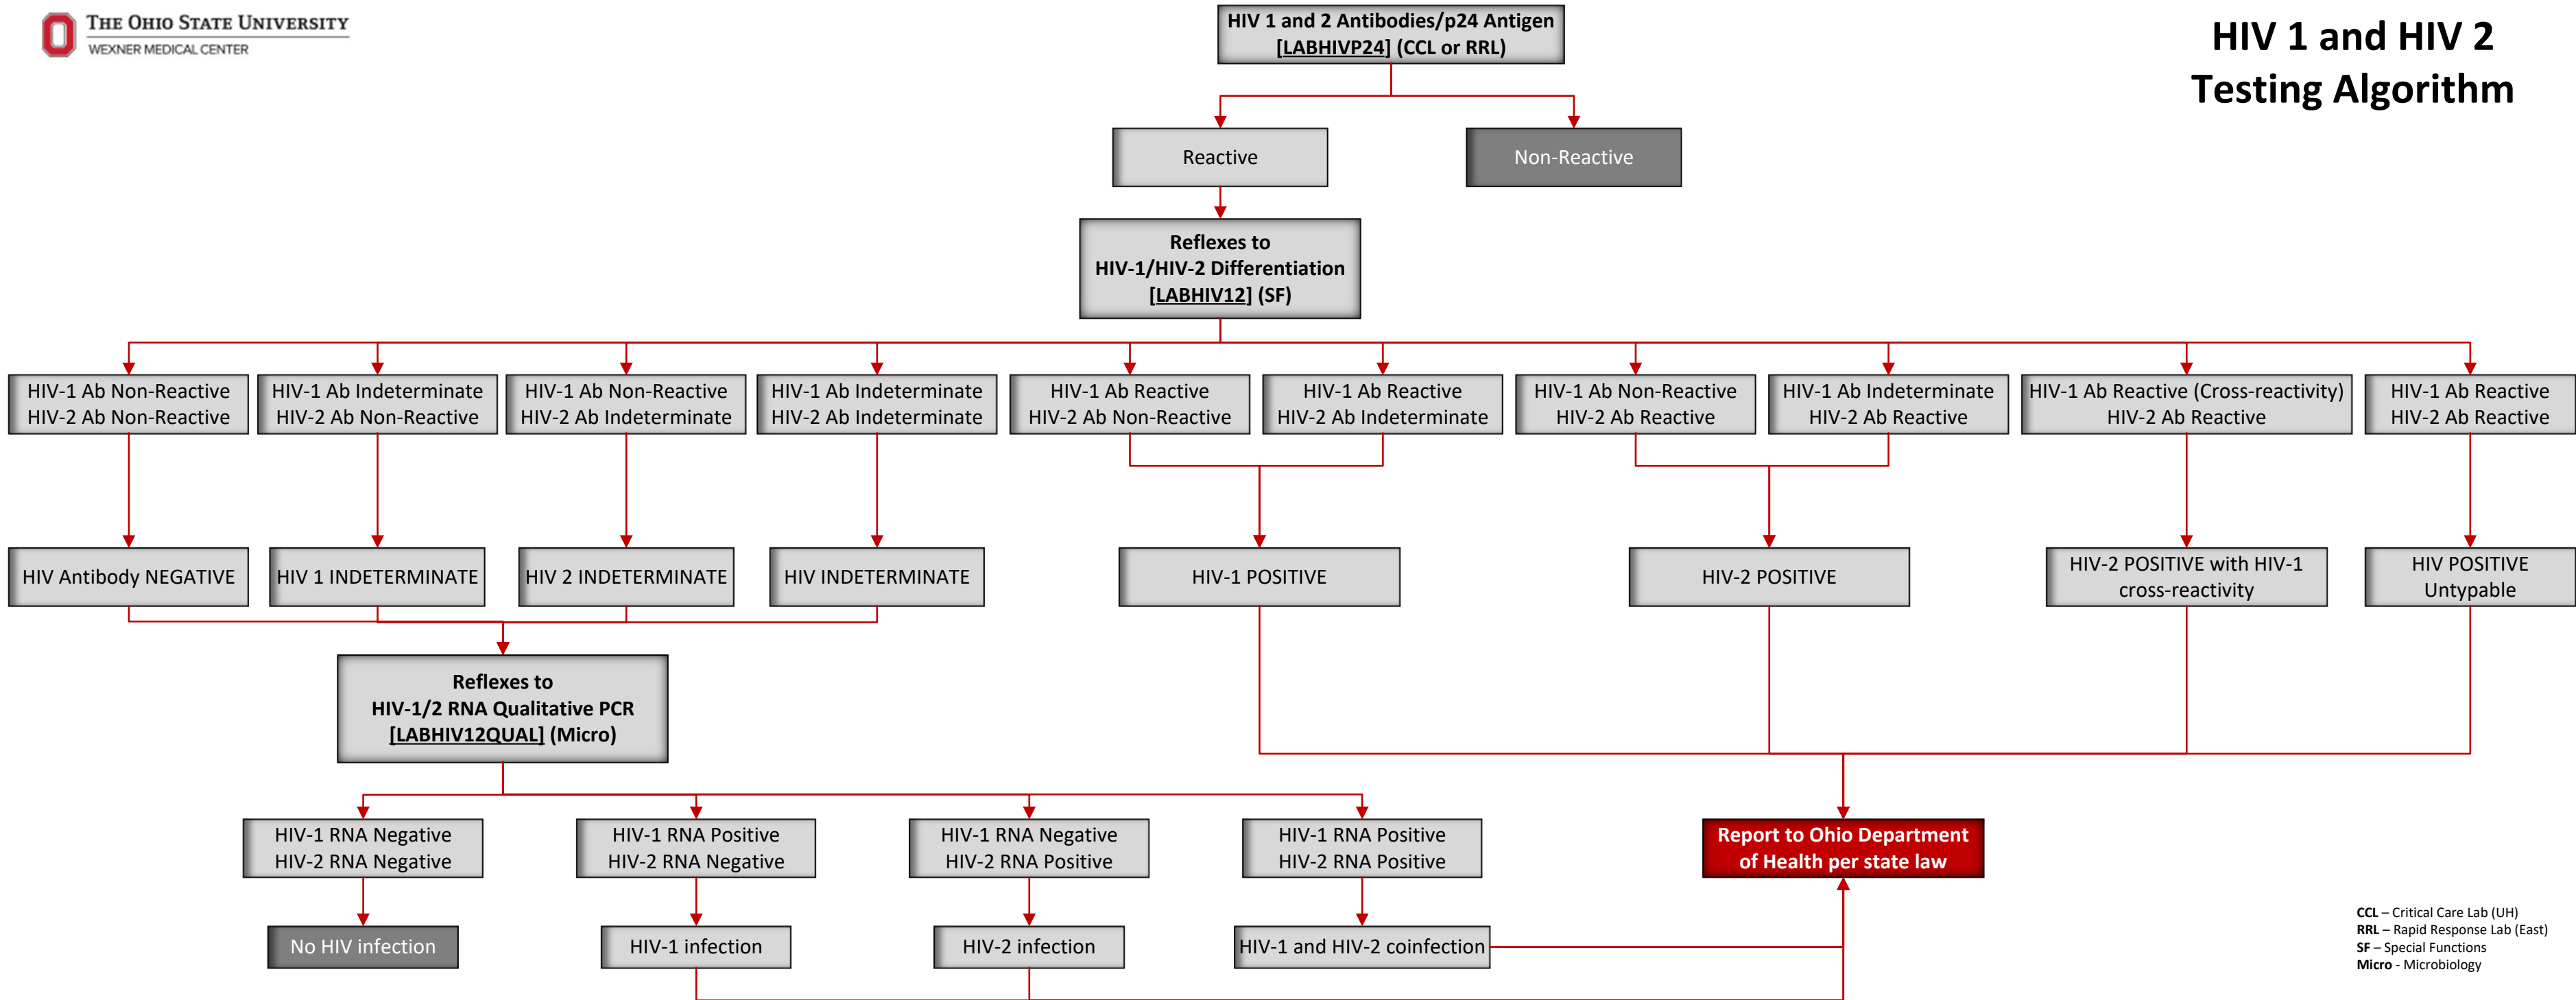 THE OHIO STATE UNIVERSITY
WEXNER MEDICAL CENTER
HIV 1 and 2 Antibodies/p24 Antigen
[LABHIVP24] (CCL or RRL)
HIV 1 and HIV 2
Testing Algorithm
Reactive
Non-Reactive
Reflexes to
HIV-1/HIV-2 Differentiation
[LABHIV12] (SF)
HIV-1 Ab Non-Reactive
HIV-2 Ab Non-Reactive
HIV-1 Ab Indeterminate
HIV-2 Ab Non-Reactive
HIV-1 Ab Non-Reactive
HIV-2 Ab Indeterminate
HIV-1 Ab Indeterminate
HIV-2 Ab Indeterminate
HIV-1 Ab Reactive
HIV-2 Ab Non-Reactive
HIV-1 Ab Reactive
HIV-2 Ab Indeterminate
HIV-1 Ab Non-Reactive
HIV-2 Ab Reactive
HIV-1 Ab Indeterminate
HIV-2 Ab Reactive
HIV-1 Ab Reactive (Cross-reactivity)
HIV-2 Ab Reactive
HIV-1 Ab Reactive
HIV-2 Ab Reactive
HIV Antibody NEGATIVE
HIV 1 INDETERMINATE
HIV 2 INDETERMINATE
HIV INDETERMINATE
HIV-1 POSITIVE
HIV-2 POSITIVE
HIV-2 POSITIVE with HIV-1
cross-reactivity
HIV POSITIVE
Untypable
Reflexes to
HIV-1/2 RNA Qualitative PCR
[LABHIV12QUAL] (Micro)
HIV-1 RNA Negative
HIV-2 RNA Negative
HIV-1 RNA Positive
HIV-2 RNA Negative
HIV-1 RNA Negative
HIV-2 RNA Positive
HIV-1 RNA Positive
HIV-2 RNA Positive
Report to Ohio Department
of Health per state law
No HIV infection
HIV-1 infection
HIV-2 infection
HIV-1 and HIV-2 coinfection
CCL – Critical Care Lab (UH)
RRL – Rapid Response Lab (East)
SF – Special Functions
Micro - Microbiology